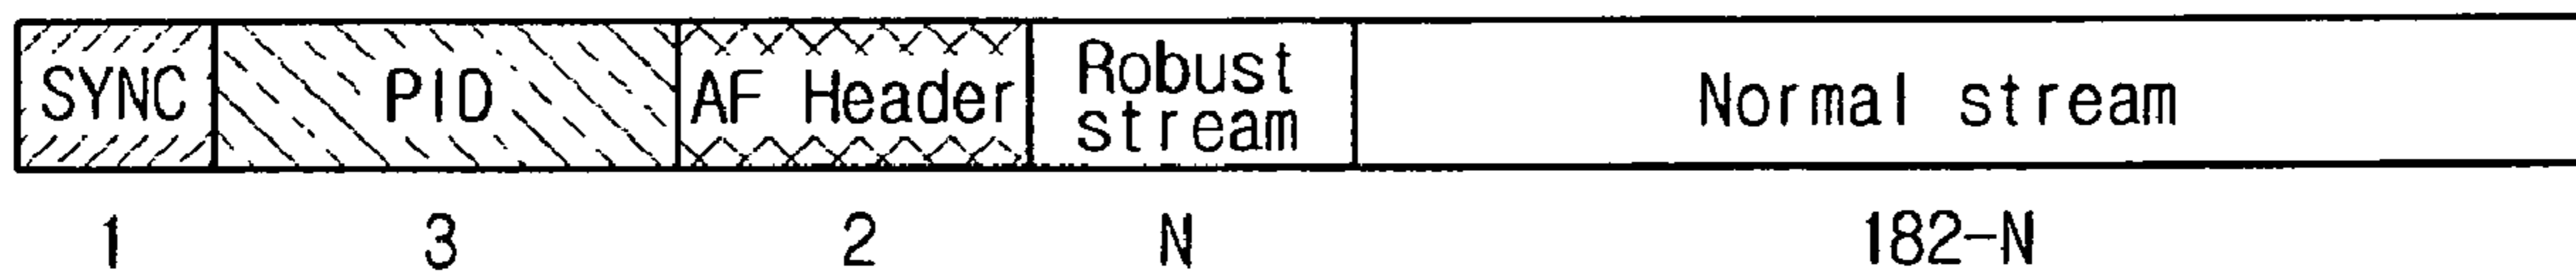 SYNC PID AF Header Robust stream Normal stream
1 3 2 N 182-N